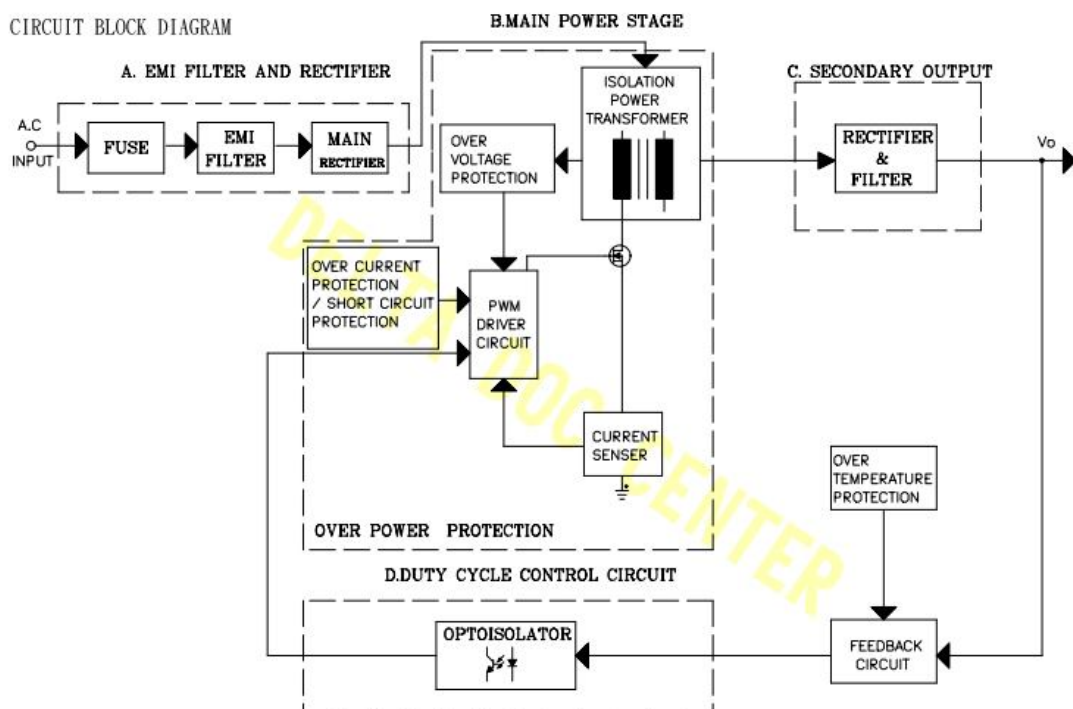 CIRCUIT BLOCK DIAGRAM
B.MAIN POWER STAGE
A. EMI FILTER AND RECTIFIER
C. SECONDARY OUTPUT
A.C
INPUT
FUSE
EMI
FILTER
MAIN
RECTIFIER
OVER
VOLTAGE
PROTECTION
ISOLATION
POWER
TRANSFORMER
RECTIFIER
&
FILTER
Vo
OVER CURRENT
PROTECTION
/ SHORT CIRCUIT
PROTECTION
PWM
DRIVER
CIRCUIT
CURRENT
SENSER
OVER
TEMPERATURE
PROTECTION
OVER POWER PROTECTION
D.DUTY CYCLE CONTROL CIRCUIT
OPTOISOLATOR
FEEDBACK
CIRCUIT
DELTA DOC CENTER